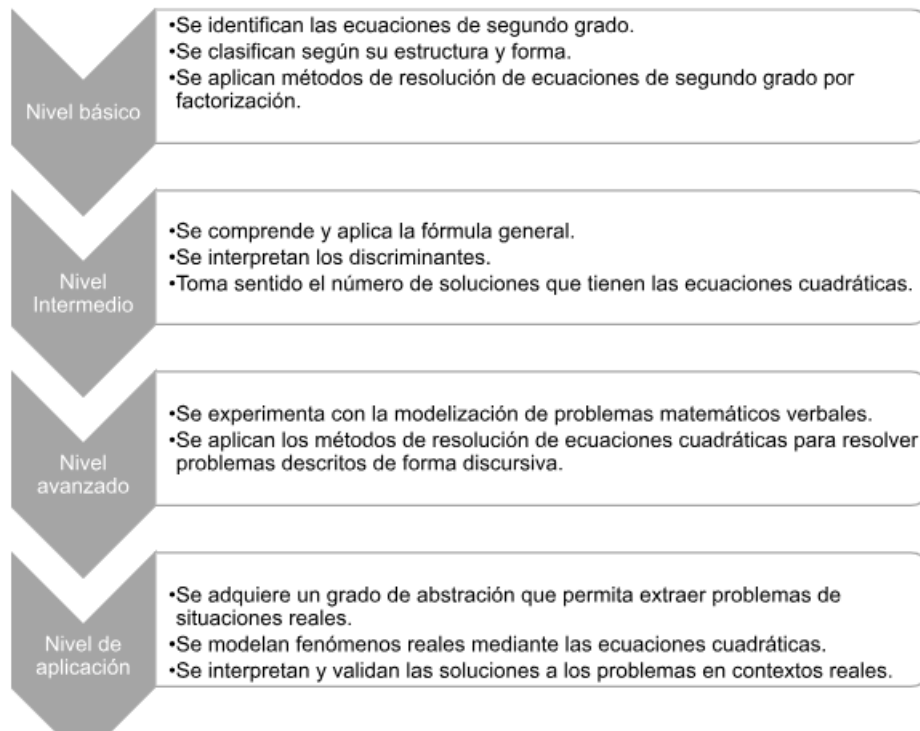 •Se identifican las ecuaciones de segundo grado.
•Se clasifican según su estructura y forma.
•Se aplican métodos de resolución de ecuaciones de segundo grado por
factorización.
Nivel básico
•Se comprende y aplica la fórmula general.
•Se interpretan los discriminantes.
•Toma sentido el número de soluciones que tienen las ecuaciones cuadráticas.
Nivel
Intermedio
•Se experimenta con la modelización de problemas matemáticos verbales.
•Se aplican los métodos de resolución de ecuaciones cuadráticas para resolver
problemas descritos de forma discursiva.
Nivel
avanzado
•Se adquiere un grado de abstración que permita extraer problemas de
situaciones reales.
•Se modelan fenómenos reales mediante las ecuaciones cuadráticas.
•Se interpretan y validan las soluciones a los problemas en contextos reales.
Nivel de
aplicación